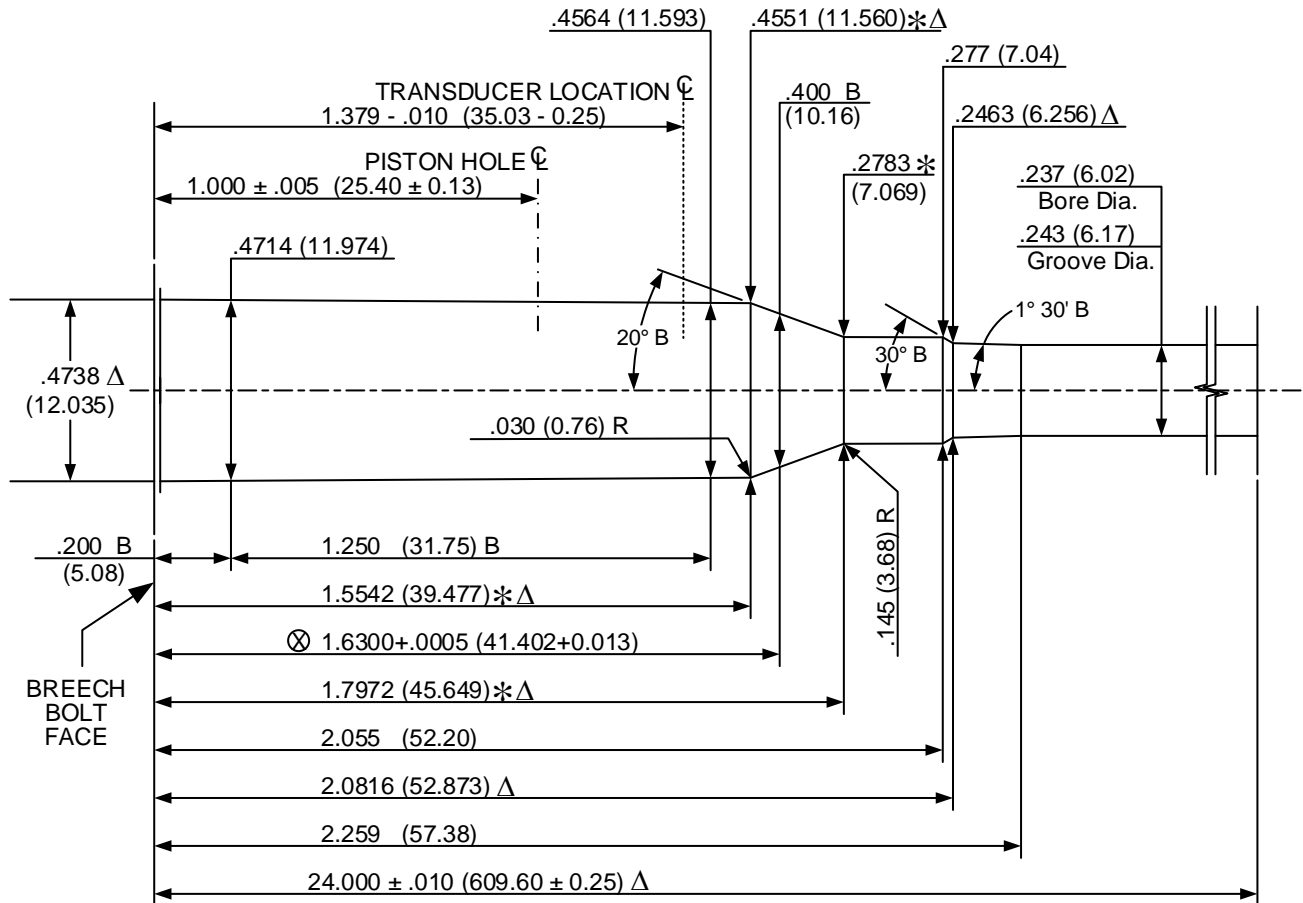 .4564 (11.593)
.4551 (11.560)✻Δ
.277 (7.04)
TRANSDUCER LOCATION ℄
1.379 - .010 (35.03 - 0.25)
.400 B
(10.16)
.2463 (6.256) Δ
PISTON HOLE ℄
1.000 ± .005 (25.40 ± 0.13)
.2783 ✻
(7.069)
.237 (6.02)
Bore Dia.
.243 (6.17)
Groove Dia.
.4714 (11.974)
20° B
30° B
1° 30' B
.4738 Δ
(12.035)
.030 (0.76) R
.145 (3.68) R
.200 B
(5.08)
1.250 (31.75) B
1.5542 (39.477)✻Δ
⊗ 1.6300+.0005 (41.402+0.013)
BREECH
BOLT
FACE
1.7972 (45.649)✻Δ
2.055 (52.20)
2.0816 (52.873) Δ
2.259 (57.38)
24.000 ± .010 (609.60 ± 0.25) Δ